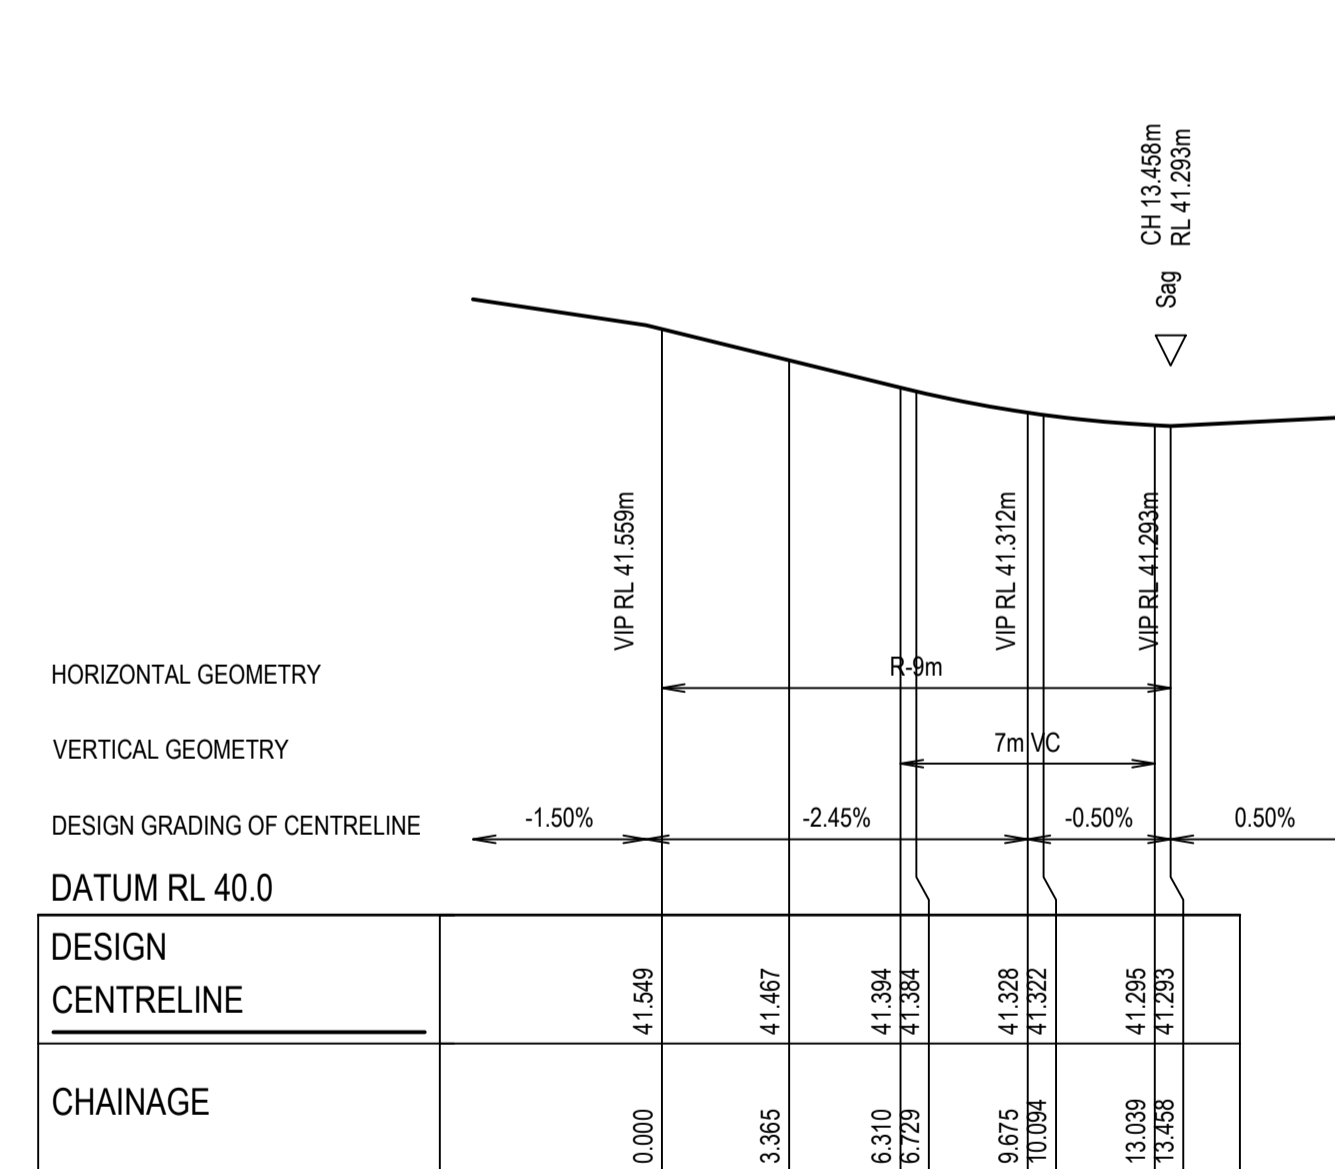 CH 13.458m
RL 41.293m
Sag
VIP RL 41.559m
VIP RL 41.312m
VIP RL 41.293m
HORIZONTAL GEOMETRY
R-9m
VERTICAL GEOMETRY
7m VC
DESIGN GRADING OF CENTRELINE
-1.50%
-2.45%
-0.50%
0.50%
DATUM RL 40.0
DESIGN
CENTRELINE
41.549
41.467
41.394
41.384
41.328
41.322
41.295
41.293
CHAINAGE
0.000
3.365
6.310
6.729
9.675
10.094
13.039
13.458